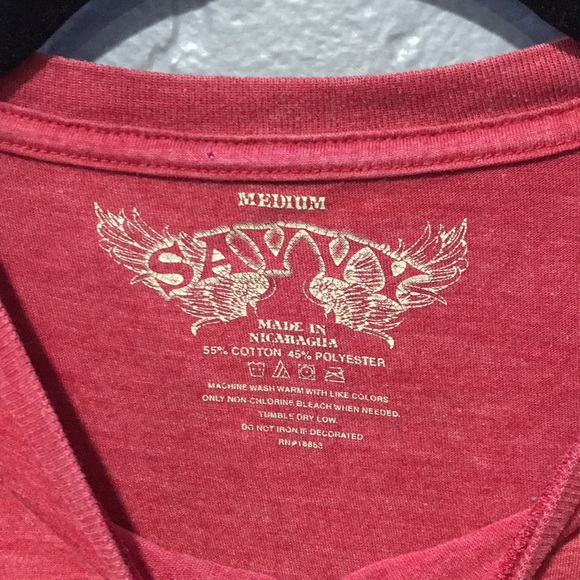 MEDIUM
MADE IN
NICARAGUA
55% COTTON 45% POLYESTER
MACHINE WASH WARM WITH LIKE COLORS
ONLY NON-CHLORINE BLEACH WHEN NEEDED.
TUMBLE DRY LOW
DO NOT IRON IF DECORATED
RN#18853